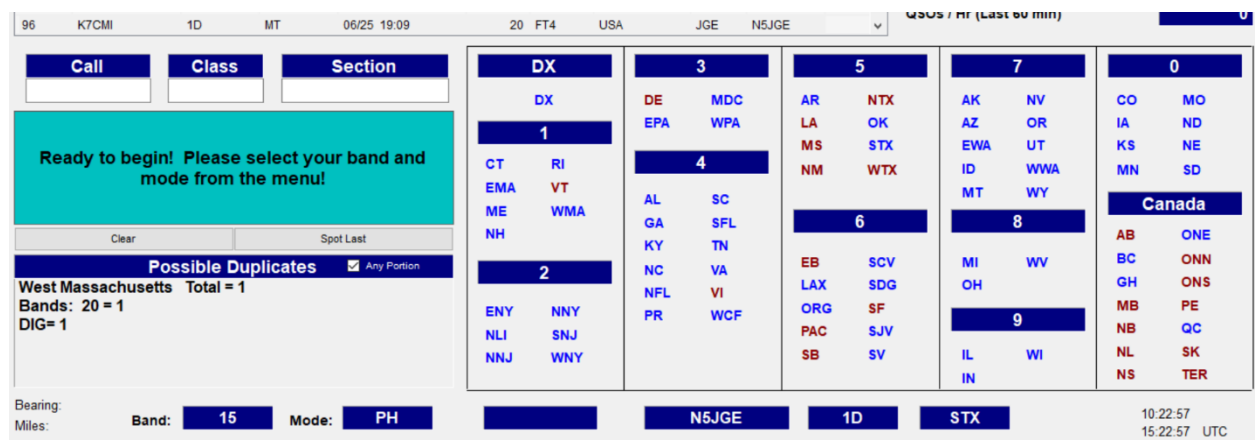 96 K7CMI 1D MT 06/25 19:09 20 FT4 USA JGE N5JGE
QSOs / Hr (Last 60 min) 0
Call Class Section
Ready to begin! Please select your band and
mode from the menu!
Clear Spot Last
Possible Duplicates Any Portion
West Massachusetts Total = 1
Bands: 20 = 1
DIG= 1
DX
DX
1
CT RI
EMA VT
ME WMA
NH
2
ENY NNY
NLI SNJ
NNJ WNY
3
DE MDC
EPA WPA
4
AL SC
GA SFL
KY TN
NC VA
NFL VI
PR WCF
5
AR NTX
LA OK
MS STX
NM WTX
6
EB SCV
LAX SDG
ORG SF
PAC SJV
SB SV
7
AK NV
AZ OR
EWA UT
ID WWA
MT WY
8
MI WV
OH
9
IL WI
IN
0
CO MO
IA ND
KS NE
MN SD
Canada
AB ONE
BC ONN
GH ONS
MB PE
NB QC
NL SK
NS TER
Bearing:
Miles:
Band: 15 Mode: PH N5JGE 1D STX
10:22:57
15:22:57 UTC